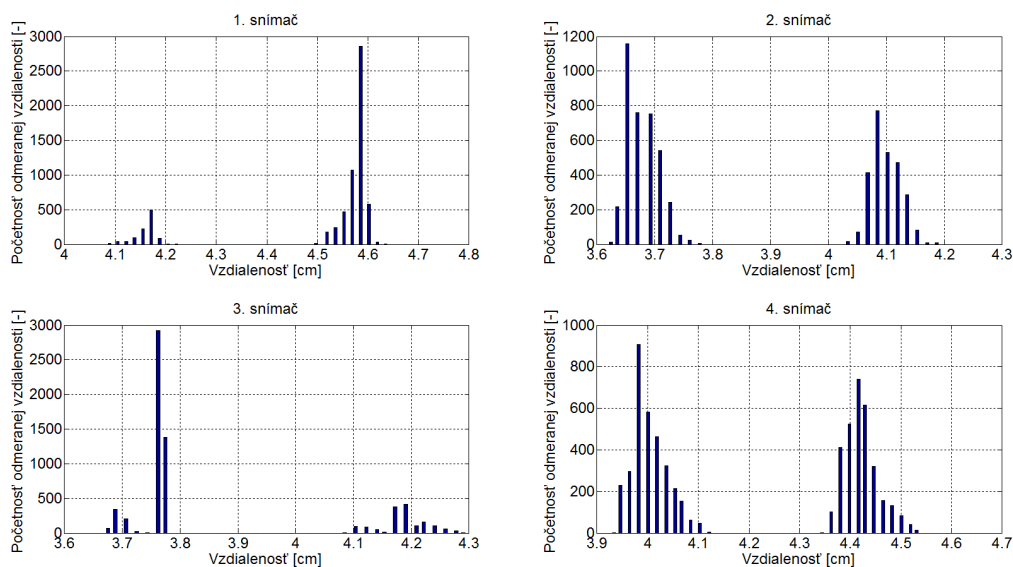 1. snímač
Početnosť odmeranej vzdialenosti [-]
3000
2500
2000
1500
1000
500
0
4 4.1 4.2 4.3 4.4 4.5 4.6 4.7 4.8
Vzdialenosť [cm]
2. snímač
Početnosť odmeranej vzdialenosti [-]
1200
1000
800
600
400
200
0
3.6 3.7 3.8 3.9 4 4.1 4.2 4.3
Vzdialenosť [cm]
3. snímač
Početnosť odmeranej vzdialenosti [-]
3000
2500
2000
1500
1000
500
0
3.6 3.7 3.8 3.9 4 4.1 4.2 4.3
Vzdialenosť [cm]
4. snímač
Početnosť odmeranej vzdialenosti [-]
1000
800
600
400
200
0
3.9 4 4.1 4.2 4.3 4.4 4.5 4.6 4.7
Vzdialenosť [cm]